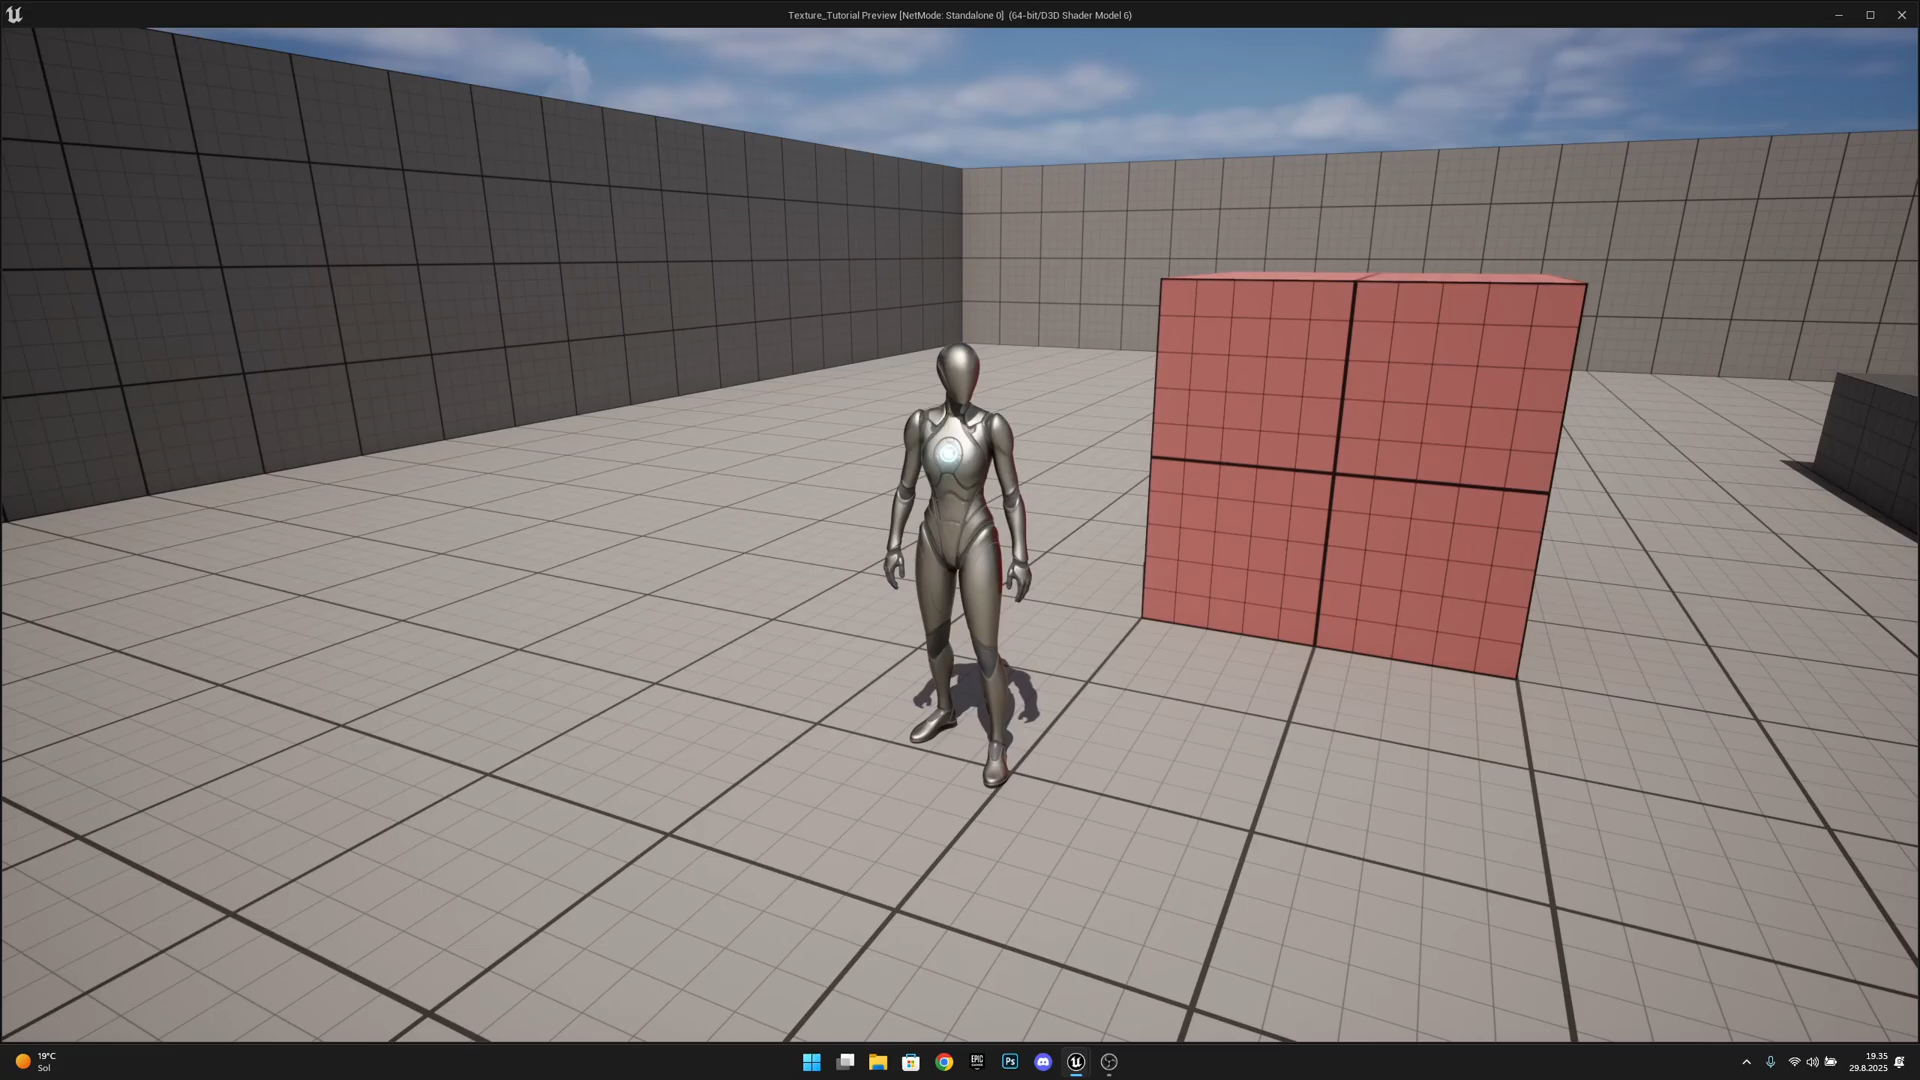 Texture_Tutorial Preview [NetMode: Standalone 0] (64-bit/D3D Shader Model 6)
19°C
Sol
EPIC
GAMES
Ps
19.35
29.8.2025